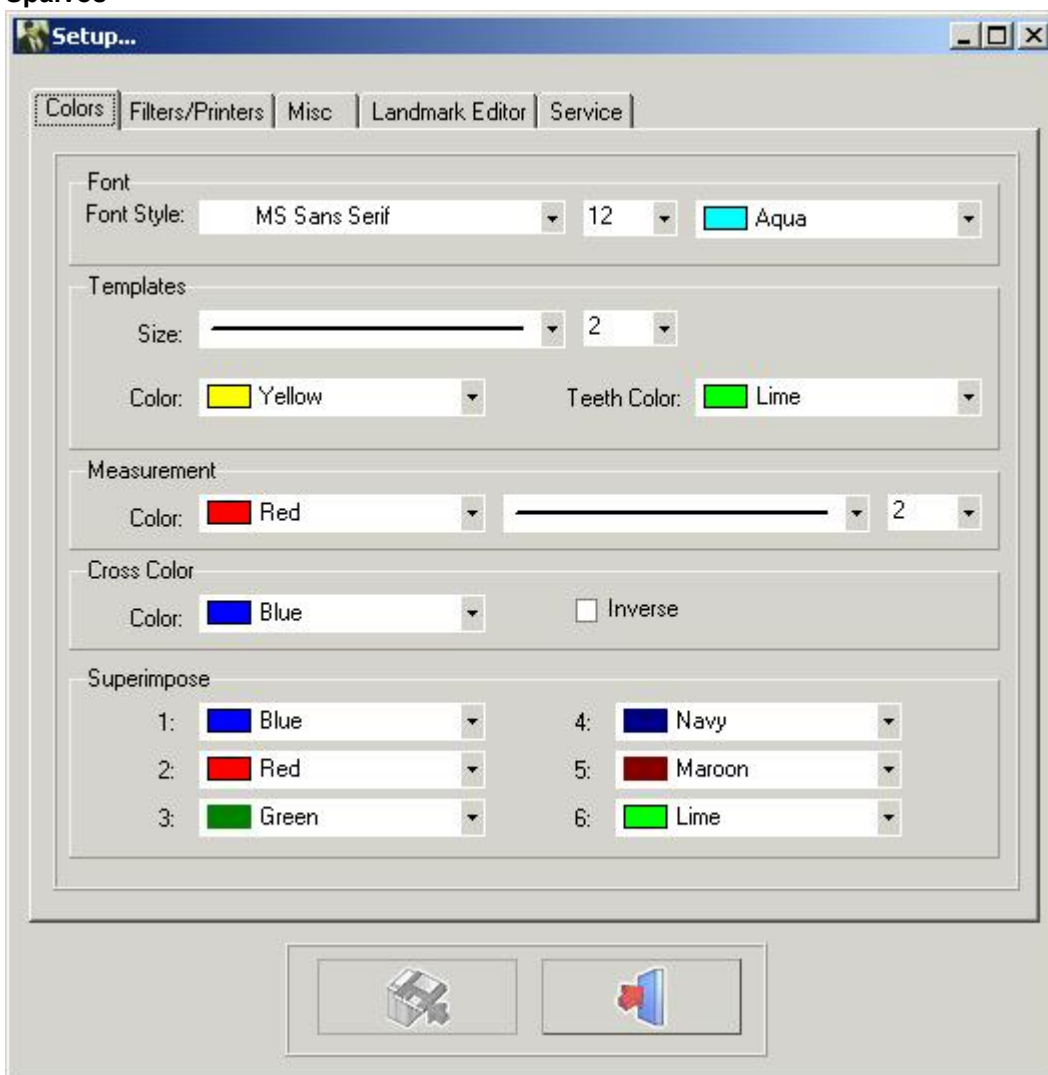 Setup...
Colors Filters/Printers Misc Landmark Editor Service
Font
Font Style: MS Sans Serif 12 Aqua
Templates
Size: 2
Color: Yellow Teeth Color: Lime
Measurement
Color: Red 2
Cross Color
Color: Blue Inverse
Superimpose
1: Blue 4: Navy
2: Red 5: Maroon
3: Green 6: Lime